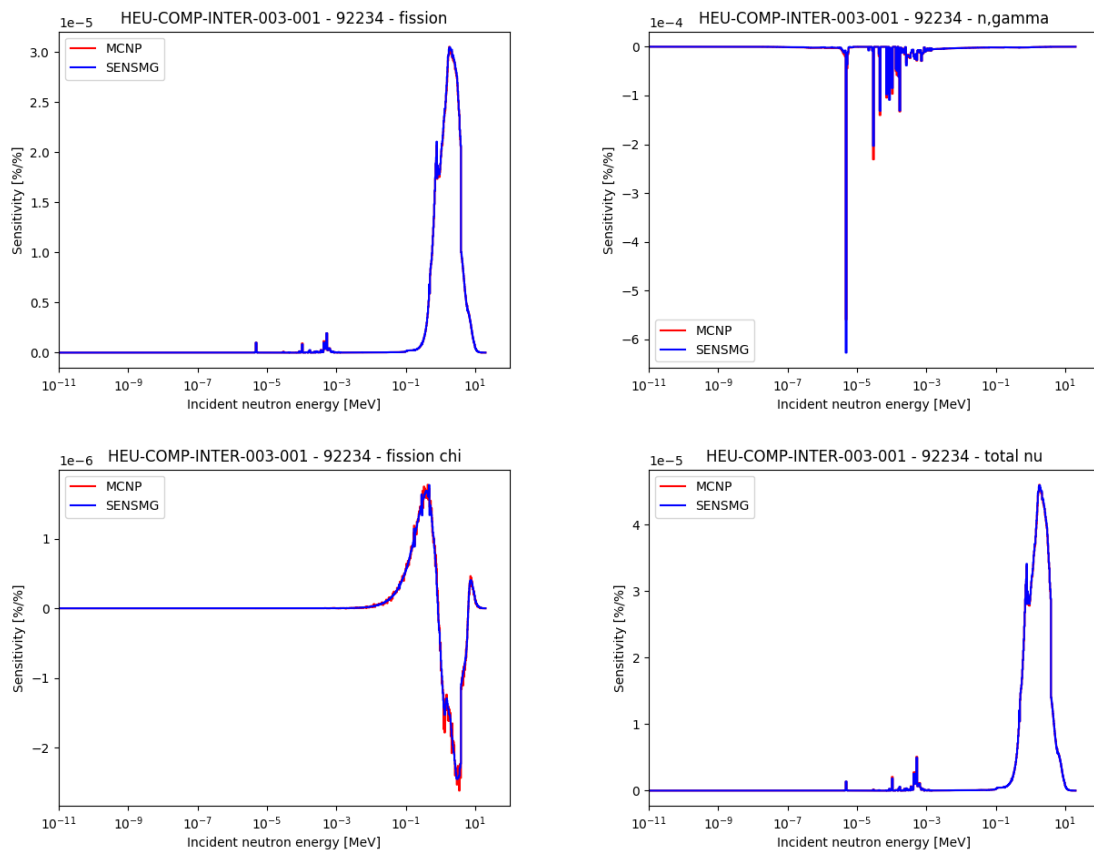 HEU-COMP-INTER-003-001 - 92234 - fission
1e−5
MCNP
SENSMG
Sensitivity [%/%]
3.0
2.5
2.0
1.5
1.0
0.5
0.0
10^−11
10^−9
10^−7
10^−5
10^−3
10^−1
10^1
Incident neutron energy [MeV]
HEU-COMP-INTER-003-001 - 92234 - n,gamma
1e−4
Sensitivity [%/%]
0
−1
−2
−3
−4
−5
−6
MCNP
SENSMG
10^−11
10^−9
10^−7
10^−5
10^−3
10^−1
10^1
Incident neutron energy [MeV]
HEU-COMP-INTER-003-001 - 92234 - fission chi
1e−6
MCNP
SENSMG
Sensitivity [%/%]
1
0
−1
−2
10^−11
10^−9
10^−7
10^−5
10^−3
10^−1
10^1
Incident neutron energy [MeV]
HEU-COMP-INTER-003-001 - 92234 - total nu
1e−5
MCNP
SENSMG
Sensitivity [%/%]
4
3
2
1
0
10^−11
10^−9
10^−7
10^−5
10^−3
10^−1
10^1
Incident neutron energy [MeV]